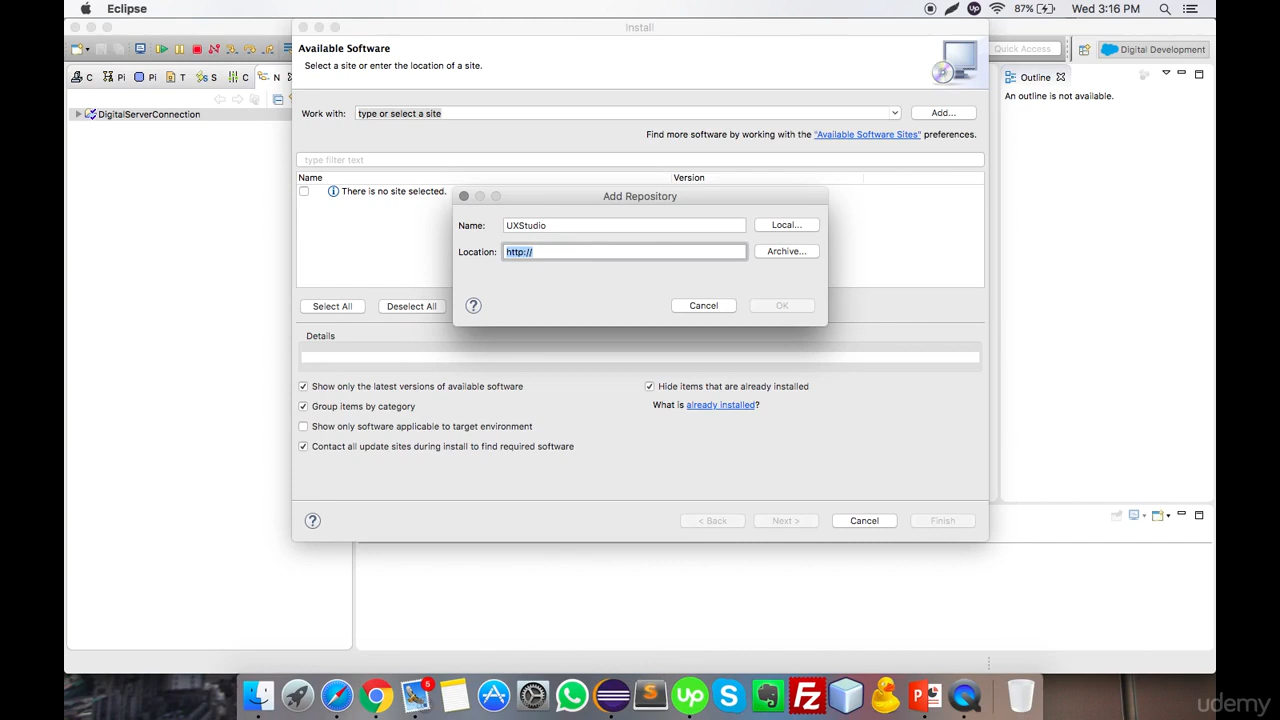 Eclipse
87%
Wed 3:16 PM
Install
Available Software
Select a site or enter the location of a site.
Quick Access
Digital Development
C
Pi
Pi
T
S
C
N
Outline
An outline is not available.
DigitalServerConnection
Work with:
type or select a site
Add...
Find more software by working with the "Available Software Sites" preferences.
type filter text
Name
Version
There is no site selected.
Add Repository
Name:
UXStudio
Local...
Location:
http://
Archive...
?
Cancel
OK
Select All
Deselect All
Details
Show only the latest versions of available software
Hide items that are already installed
Group items by category
What is already installed?
Show only software applicable to target environment
Contact all update sites during install to find required software
?
< Back
Next >
Cancel
Finish
5
Up
S
S
Fz
P
udemy